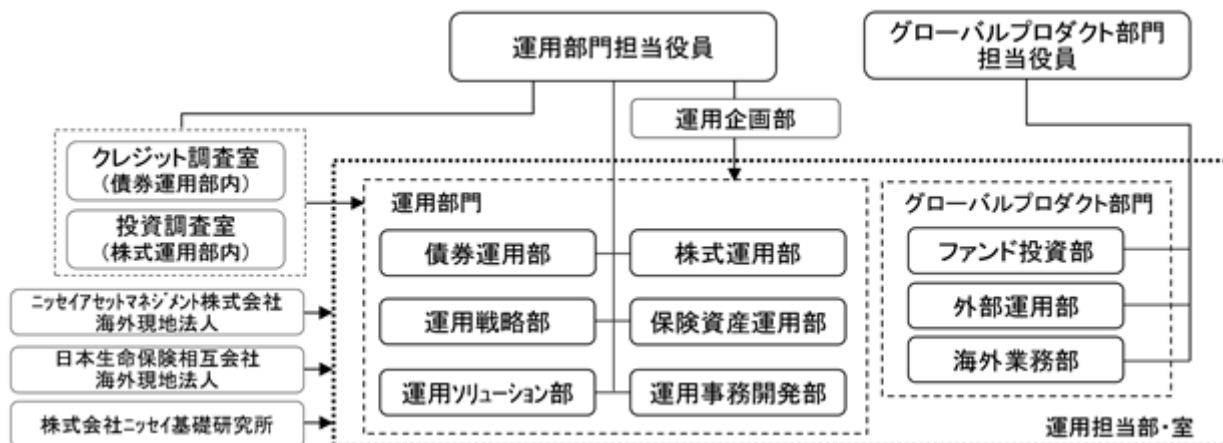 運用部門担当役員
グローバルプロダクト部門
担当役員
運用企画部
クレジット調査室
(債券運用部内)
投資調査室
(株式運用部内)
運用部門
債券運用部
株式運用部
運用戦略部
保険資産運用部
運用ソリューション部
運用事務開発部
グローバルプロダクト部門
ファンド投資部
外部運用部
海外業務部
ニッセイアセットマネジメント株式会社
海外現地法人
日本生命保険相互会社
海外現地法人
株式会社ニッセイ基礎研究所
運用担当部・室